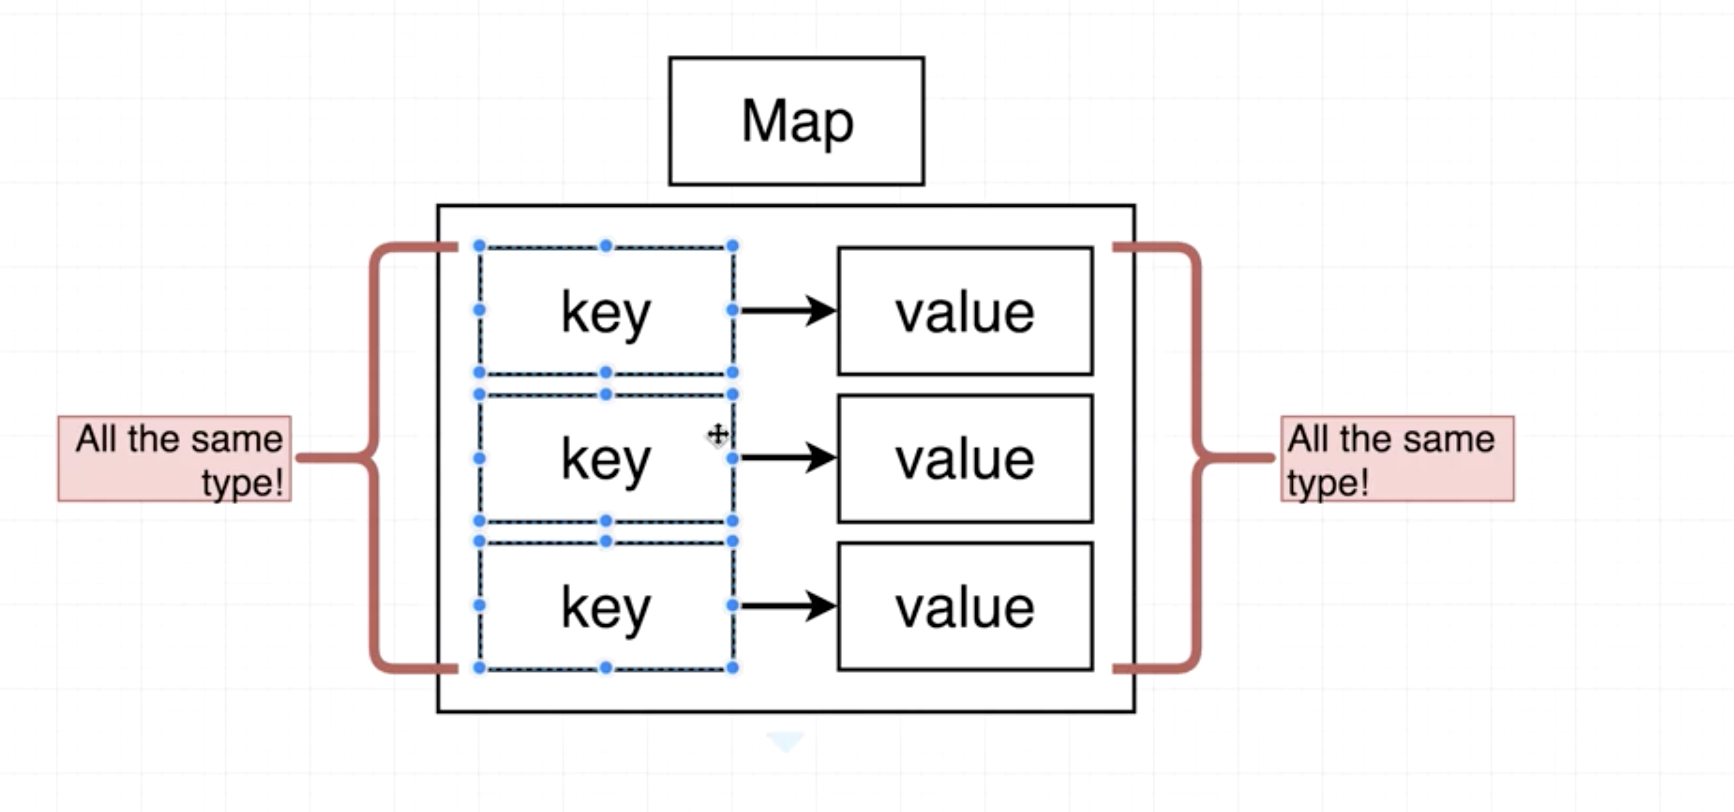 Map
key
value
key
value
key
value
All the same
type!
All the same
type!